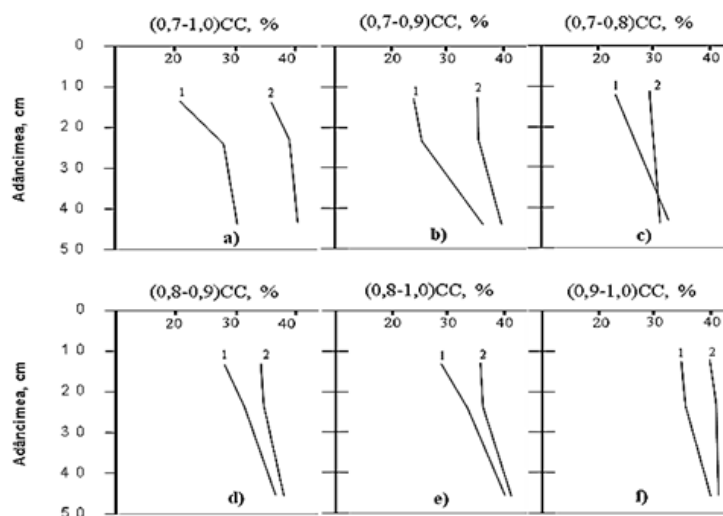 (0,7-1,0)CC, % (0,7-0,9)CC, % (0,7-0,8)CC, %
0 20 30 40 20 30 40 20 30 40
Adâncimea, cm
1 0 1 2 1 2 1 2
2 0
3 0
4 0
a) b) c)
5 0
(0,8-0,9)CC, % (0,8-1,0)CC, % (0,9-1,0)CC, %
0 20 30 40 20 30 40 20 30 40
Adâncimea, cm
1 0 1 2 1 2 1 2
2 0
3 0
4 0
d) e) f)
5 0